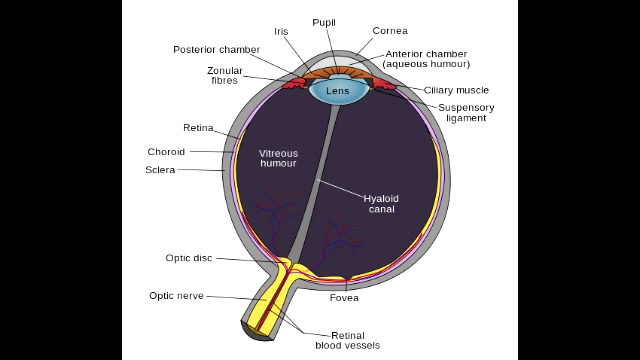 Pupil
Iris
Cornea
Posterior chamber
Anterior chamber
(aqueous humour)
Zonular
fibres
Lens
Ciliary muscle
Suspensory
ligament
Retina
Choroid
Vitreous
humour
Sclera
Hyaloid
canal
Optic disc
Optic nerve
Fovea
Retinal
blood vessels